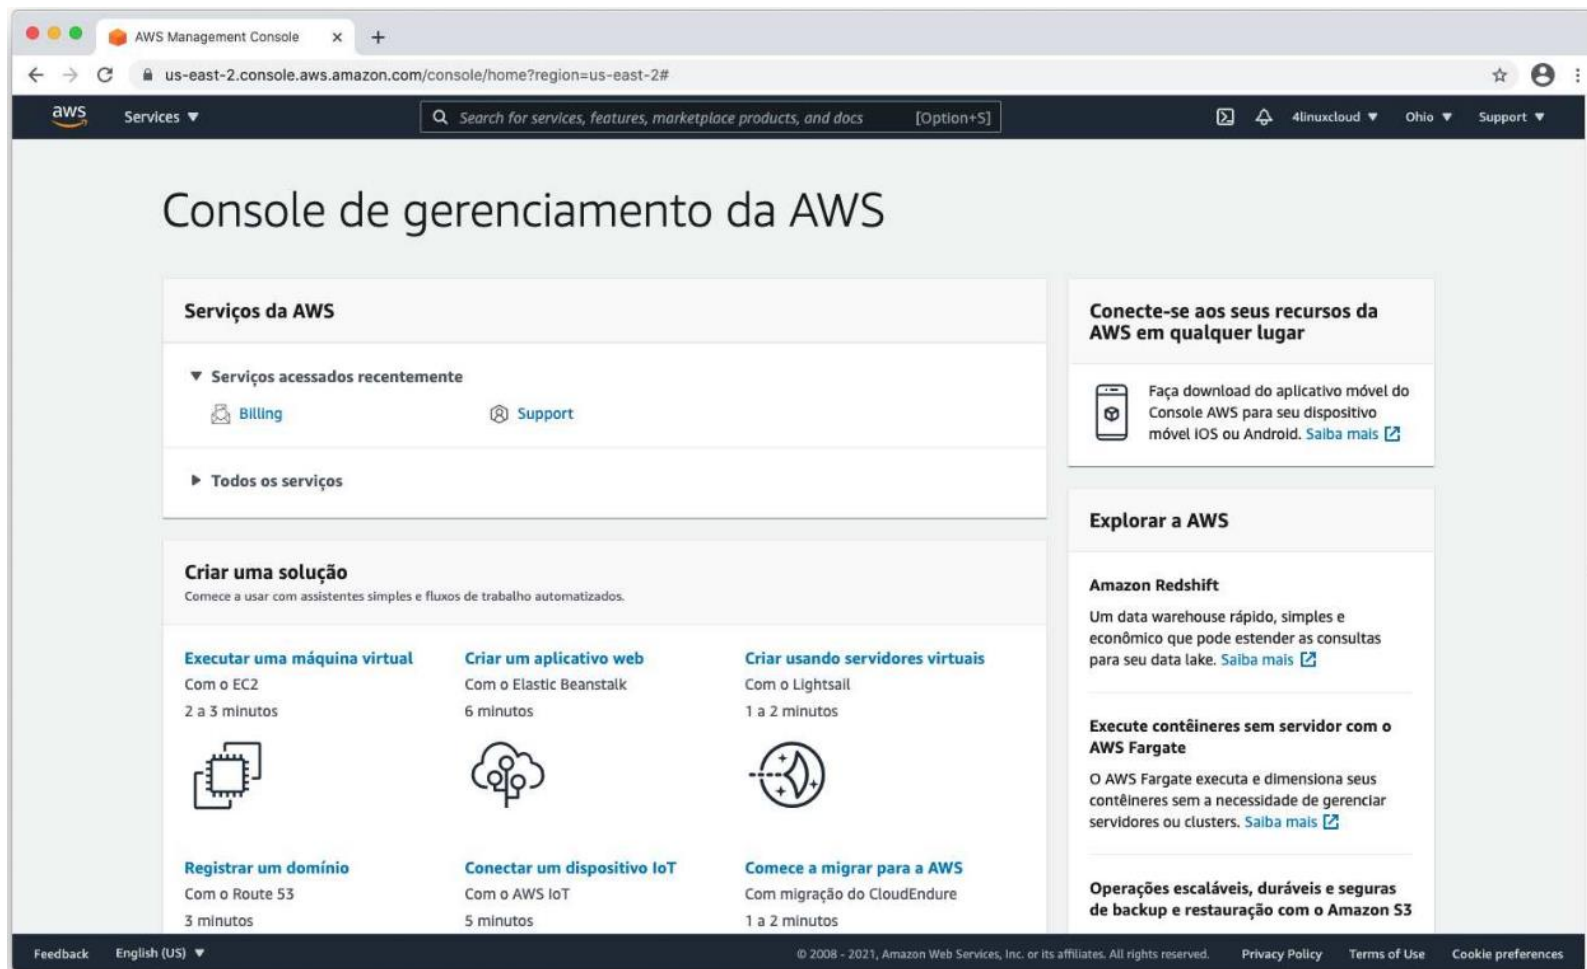 AWS Management Console
us-east-2.console.aws.amazon.com/console/home?region=us-east-2#
aws
Services
Search for services, features, marketplace products, and docs [Option+S]
4linuxcloud
Ohio
Support
Console de gerenciamento da AWS
Serviços da AWS
Serviços acessados recentemente
Billing
Support
Todos os serviços
Criar uma solução
Comece a usar com assistentes simples e fluxos de trabalho automatizados.
Executar uma máquina virtual
Com o EC2
2 a 3 minutos
Criar um aplicativo web
Com o Elastic Beanstalk
6 minutos
Criar usando servidores virtuais
Com o Lightsail
1 a 2 minutos
Registrar um domínio
Com o Route 53
3 minutos
Conectar um dispositivo IoT
Com o AWS IoT
5 minutos
Comece a migrar para a AWS
Com migração do CloudEndure
1 a 2 minutos
Conecte-se aos seus recursos da
AWS em qualquer lugar
Faça download do aplicativo móvel do
Console AWS para seu dispositivo
móvel iOS ou Android. Saiba mais
Explorar a AWS
Amazon Redshift
Um data warehouse rápido, simples e
econômico que pode estender as consultas
para seu data lake. Saiba mais
Execute contêineres sem servidor com o
AWS Fargate
O AWS Fargate executa e dimensiona seus
contêineres sem a necessidade de gerenciar
servidores ou clusters. Saiba mais
Operações escaláveis, duráveis e seguras
de backup e restauração com o Amazon S3
Feedback
English (US)
© 2008 - 2021, Amazon Web Services, Inc. or its affiliates. All rights reserved.
Privacy Policy
Terms of Use
Cookie preferences